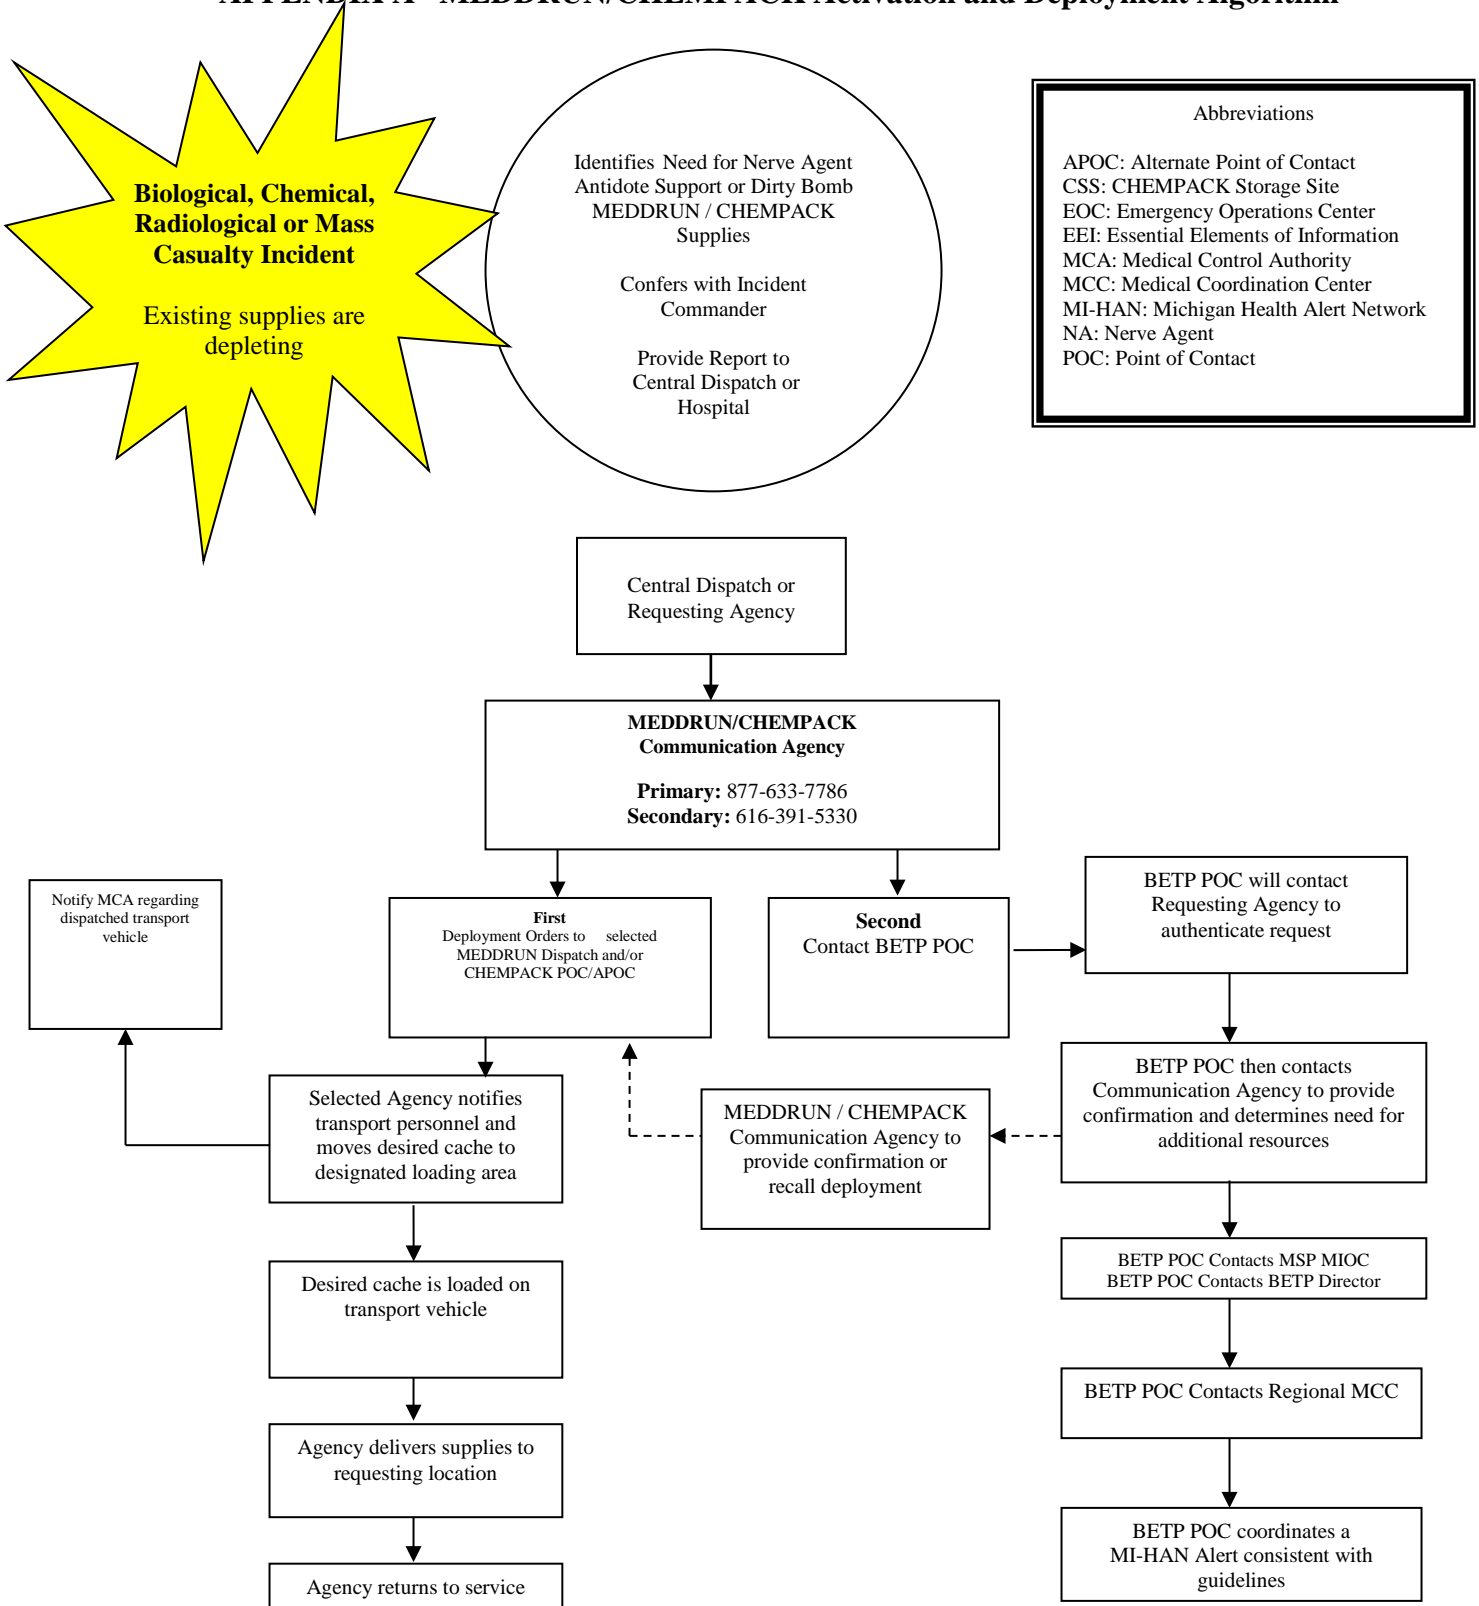 APPENDIX A - MEDDRUN/CHEMPACK Activation and Deployment Algorithm
Biological, Chemical,
Radiological or Mass
Casualty Incident
Existing supplies are
depleting
Identifies Need for Nerve Agent
Antidote Support or Dirty Bomb
MEDDRUN / CHEMPACK
Supplies
Confers with Incident
Commander
Provide Report to
Central Dispatch or
Hospital
Abbreviations
APOC: Alternate Point of Contact
CSS: CHEMPACK Storage Site
EOC: Emergency Operations Center
EEI: Essential Elements of Information
MCA: Medical Control Authority
MCC: Medical Coordination Center
MI-HAN: Michigan Health Alert Network
NA: Nerve Agent
POC: Point of Contact
Central Dispatch or
Requesting Agency
MEDDRUN/CHEMPACK
Communication Agency
Primary: 877-633-7786
Secondary: 616-391-5330
Notify MCA regarding
dispatched transport
vehicle
First
Deployment Orders to selected
MEDDRUN Dispatch and/or
CHEMPACK POC/APOC
Second
Contact BETP POC
BETP POC will contact
Requesting Agency to
authenticate request
Selected Agency notifies
transport personnel and
moves desired cache to
designated loading area
MEDDRUN / CHEMPACK
Communication Agency to
provide confirmation or
recall deployment
BETP POC then contacts
Communication Agency to provide
confirmation and determines need for
additional resources
Desired cache is loaded on
transport vehicle
BETP POC Contacts MSP MIOC
BETP POC Contacts BETP Director
BETP POC Contacts Regional MCC
Agency delivers supplies to
requesting location
BETP POC coordinates a
MI-HAN Alert consistent with
guidelines
Agency returns to service